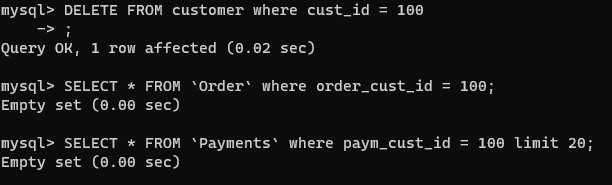 mysql> DELETE FROM customer where cust_id = 100
    -> ;
Query OK, 1 row affected (0.02 sec)
mysql> SELECT * FROM `Order` where order_cust_id = 100;
Empty set (0.00 sec)
mysql> SELECT * FROM `Payments` where paym_cust_id = 100 limit 20;
Empty set (0.00 sec)